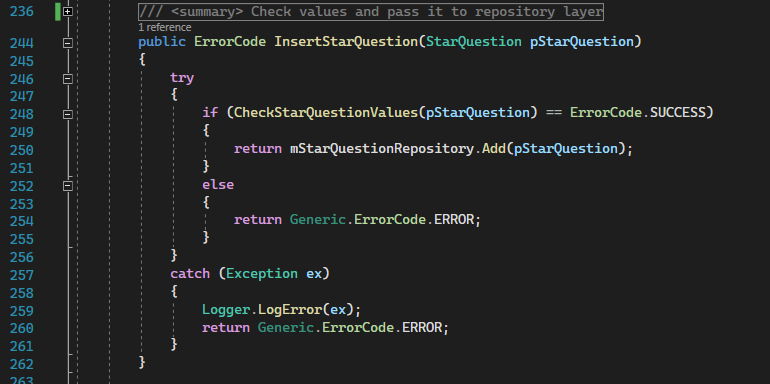 236 /// <summary> Check values and pass it to repository layer
1 reference
244 public ErrorCode InsertStarQuestion(StarQuestion pStarQuestion)
245 {
246 try
247 {
248 if (CheckStarQuestionValues(pStarQuestion) == ErrorCode.SUCCESS)
249 {
250 return mStarQuestionRepository.Add(pStarQuestion);
251 }
252 else
253 {
254 return Generic.ErrorCode.ERROR;
255 }
256 }
257 catch (Exception ex)
258 {
259 Logger.LogError(ex);
260 return Generic.ErrorCode.ERROR;
261 }
262 }
263